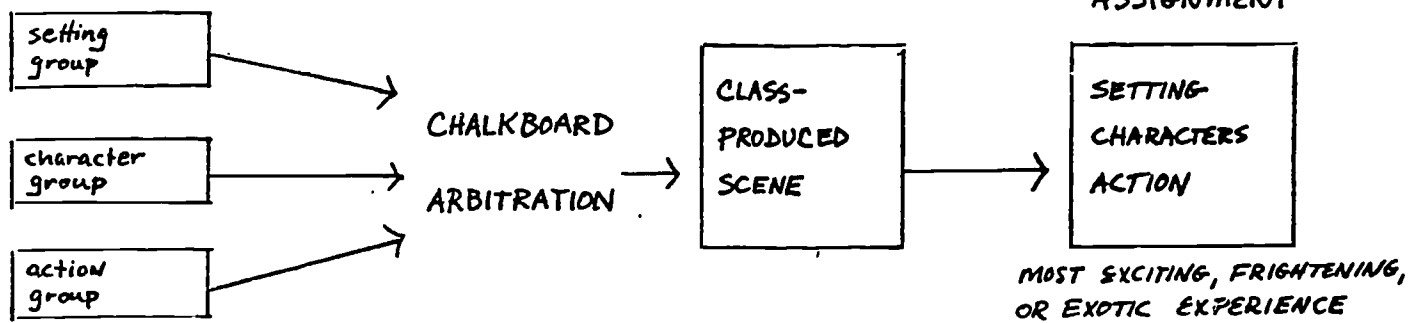 setting
group
character
group
action
group
CHALKBOARD
ARBITRATION
CLASS-
PRODUCED
SCENE
ASSIGNMENT
SETTING
CHARACTERS
ACTION
MOST EXCITING, FRIGHTENING,
OR EXOTIC EXPERIENCE